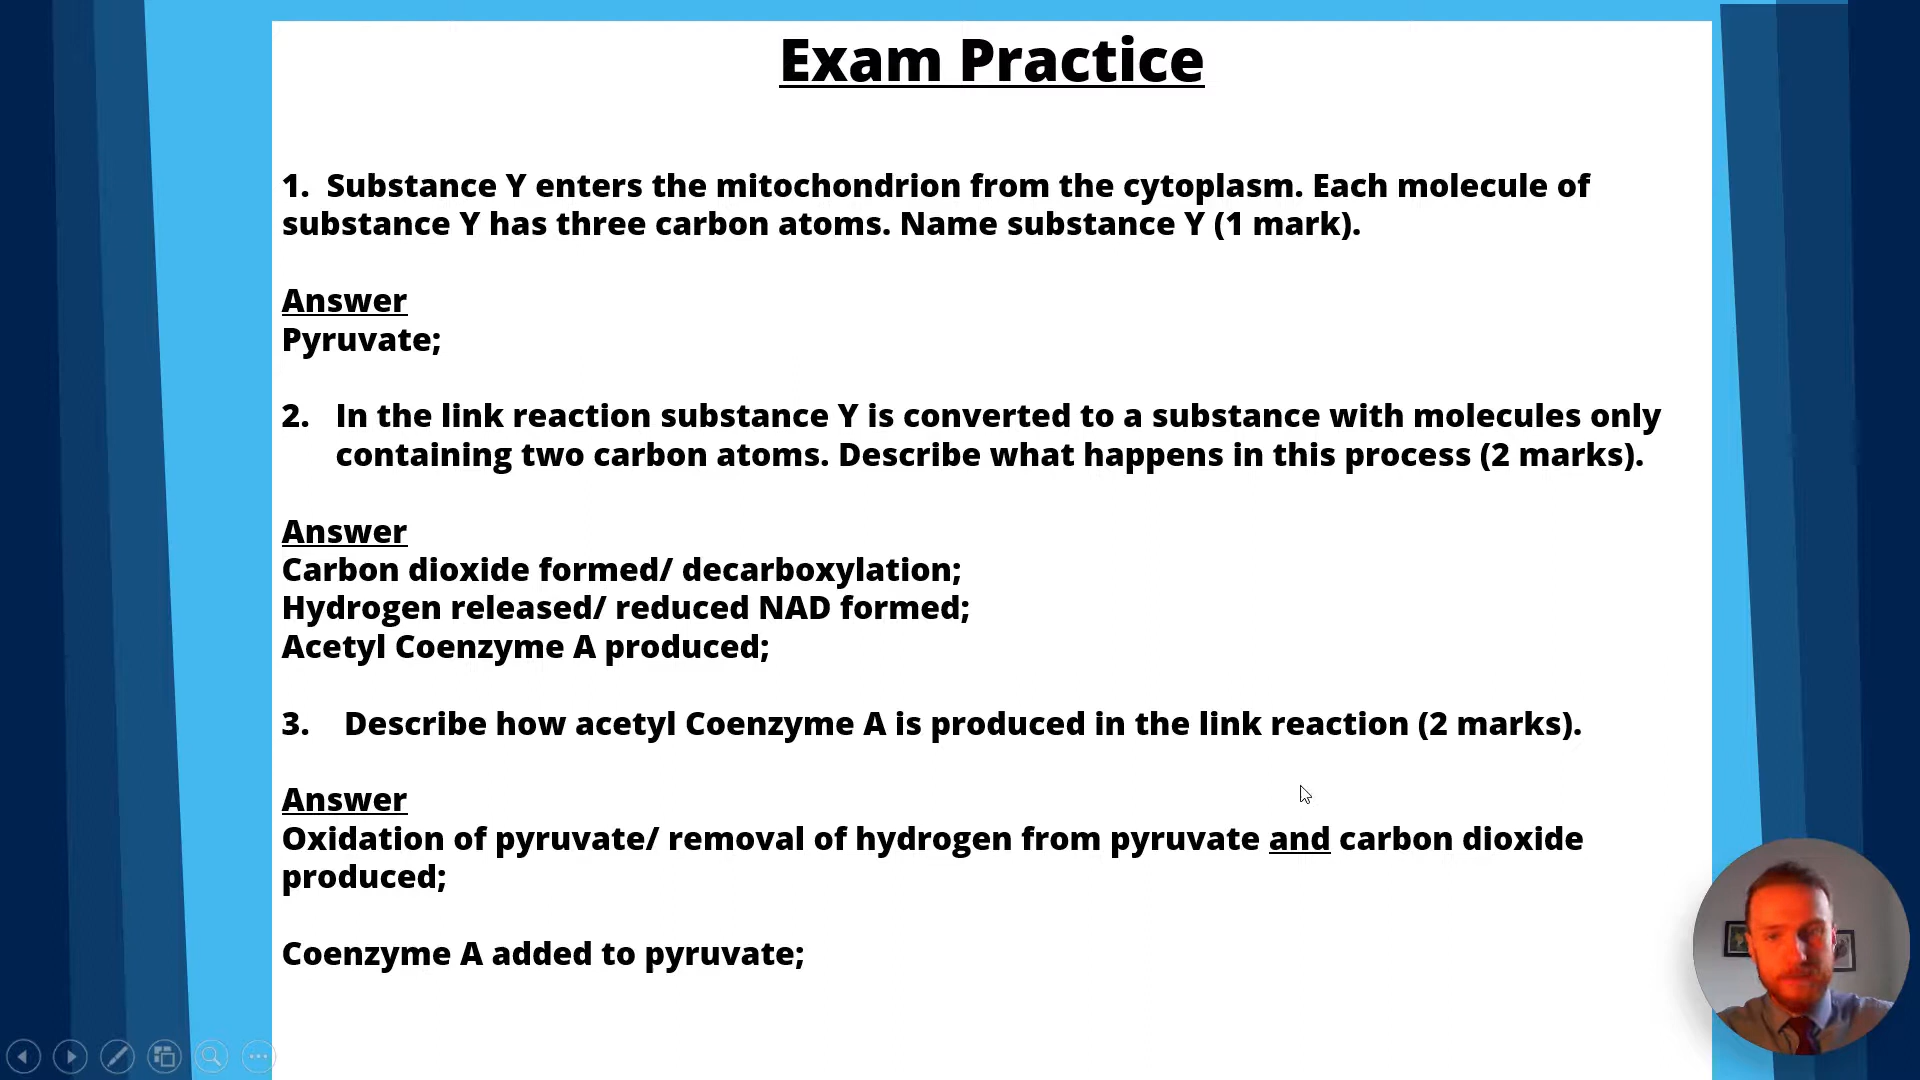 Exam Practice
1. Substance Y enters the mitochondrion from the cytoplasm. Each molecule of
substance Y has three carbon atoms. Name substance Y (1 mark).
Answer
Pyruvate;
2. In the link reaction substance Y is converted to a substance with molecules only
containing two carbon atoms. Describe what happens in this process (2 marks).
Answer
Carbon dioxide formed/ decarboxylation;
Hydrogen released/ reduced NAD formed;
Acetyl Coenzyme A produced;
3. Describe how acetyl Coenzyme A is produced in the link reaction (2 marks).
Answer
Oxidation of pyruvate/ removal of hydrogen from pyruvate and carbon dioxide
produced;
Coenzyme A added to pyruvate;